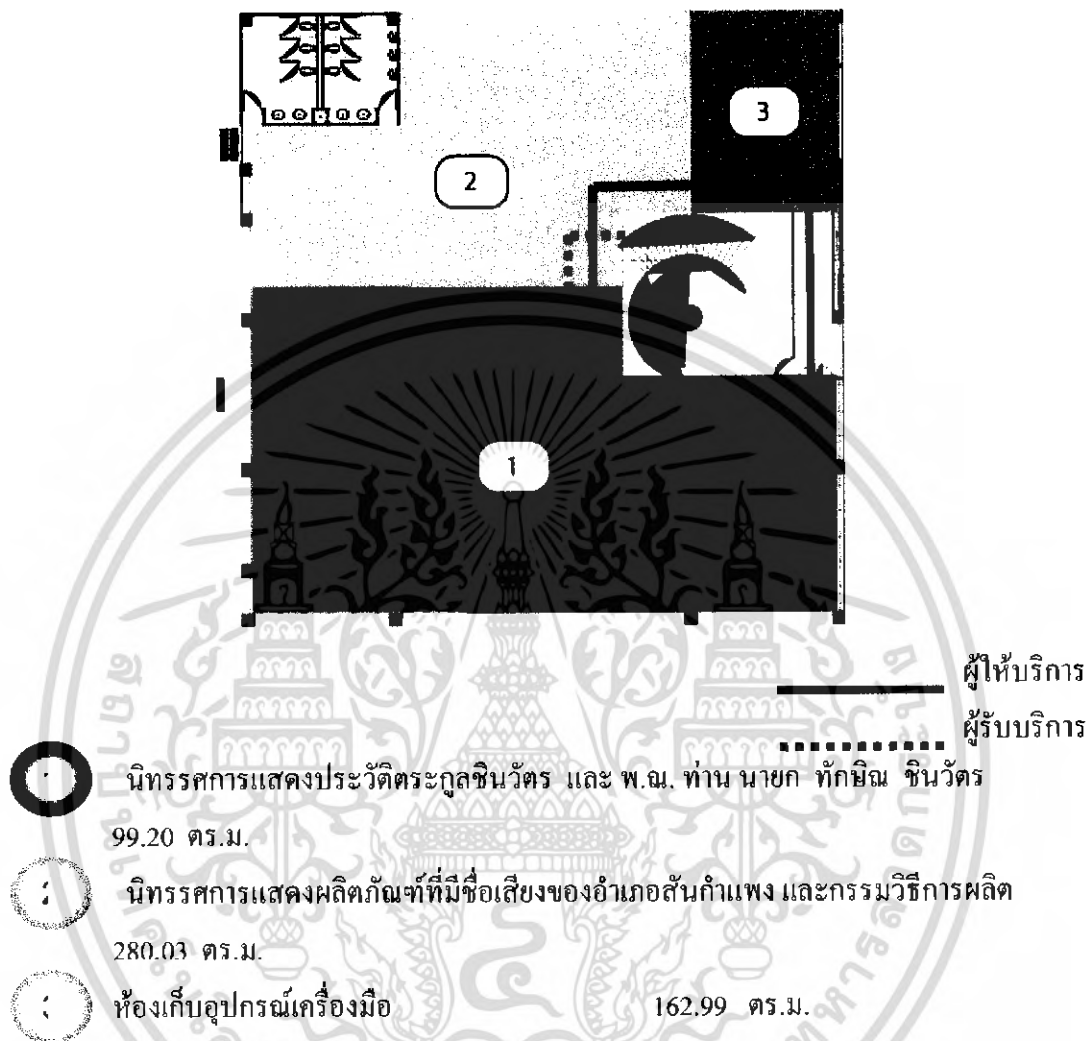 3
2
1
ผู้ให้บริการ
ผู้รับบริการ
นิทรรศการแสดงประวัติตระกูลชินวัตร และ พ.ณ. ท่าน นายก ทักษิณ ชินวัตร
99.20 ตร.ม.
นิทรรศการแสดงผลิตภัณฑ์ที่มีชื่อเสียงของอำเภอสันกำแพง และกรรมวิธีการผลิต
280.03 ตร.ม.
ห้องเก็บอุปกรณ์เครื่องมือ 162.99 ตร.ม.